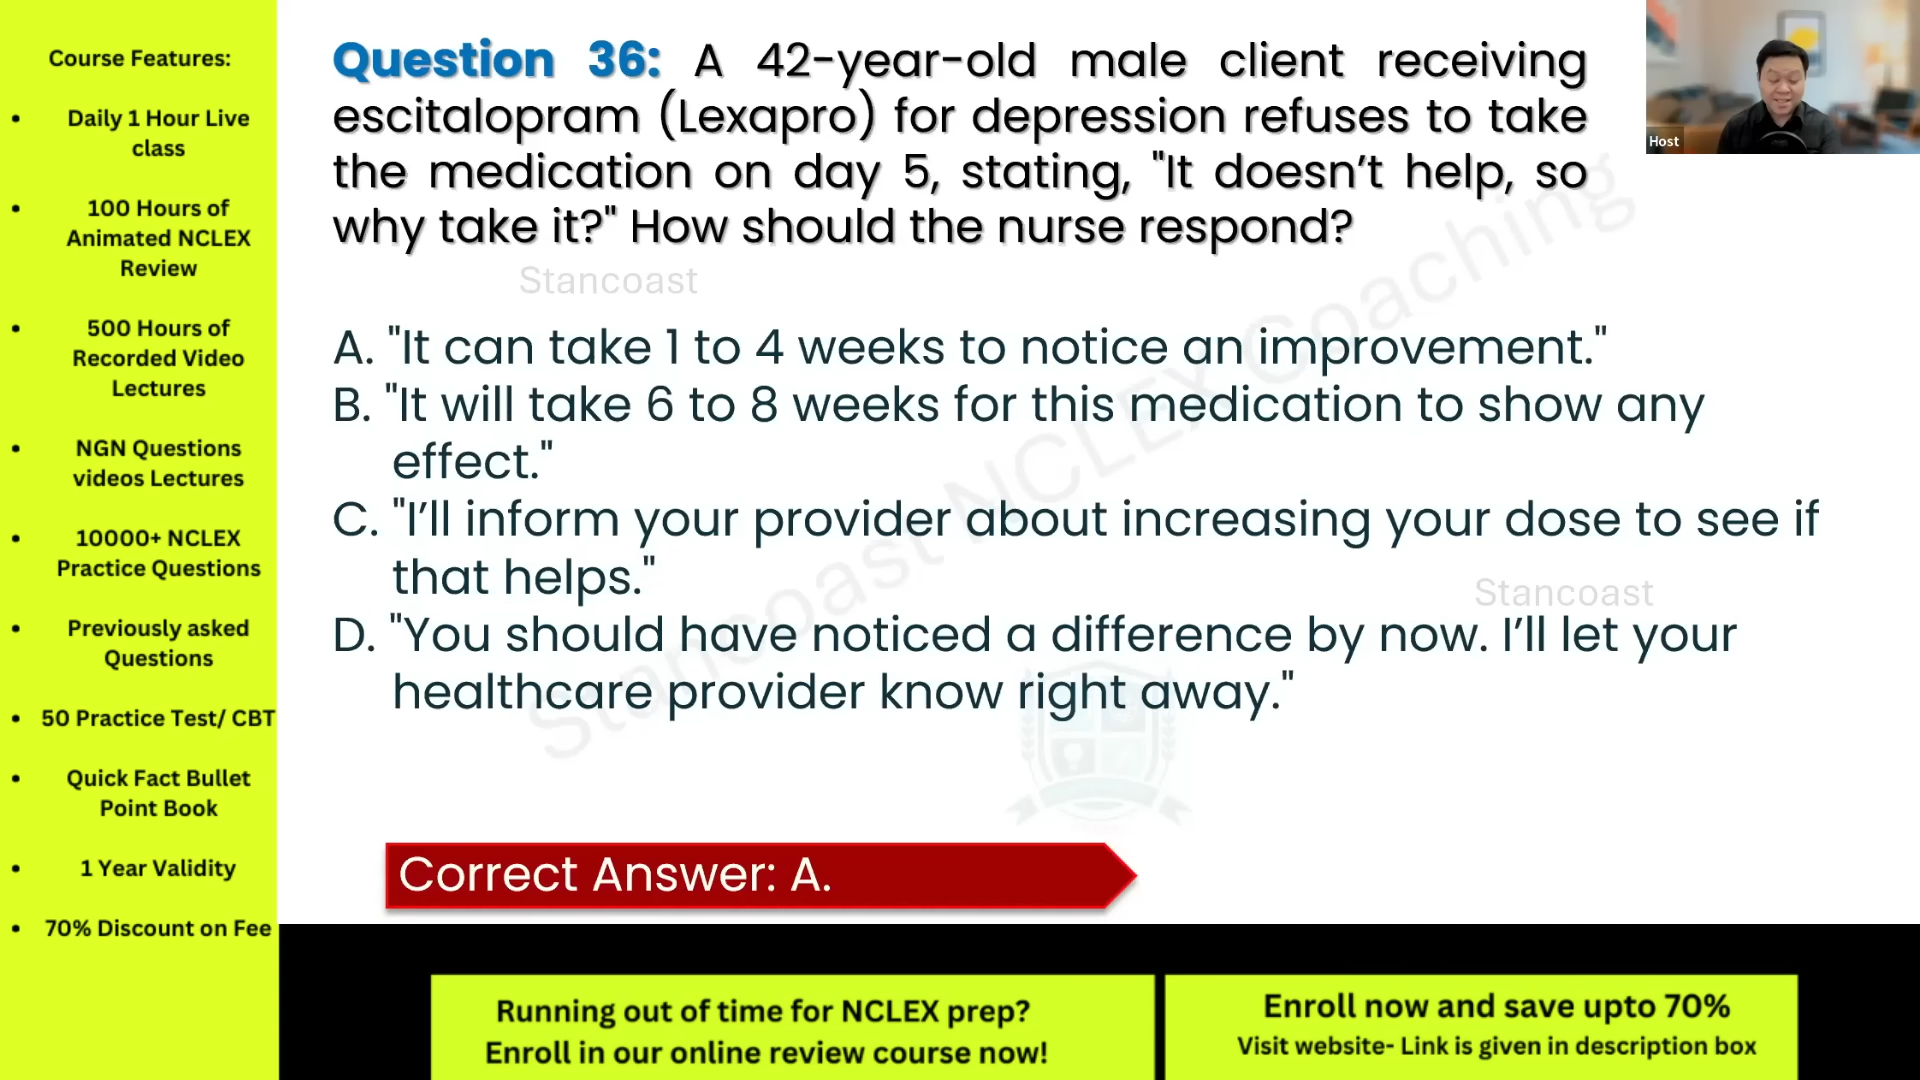 Course Features:
• Daily 1 Hour Live
class
• 100 Hours of
Animated NCLEX
Review
• 500 Hours of
Recorded Video
Lectures
• NGN Questions
videos Lectures
• 10000+ NCLEX
Practice Questions
• Previously asked
Questions
• 50 Practice Test/ CBT
• Quick Fact Bullet
Point Book
• 1 Year Validity
• 70% Discount on Fee
Question 36: A 42-year-old male client receiving
escitalopram (Lexapro) for depression refuses to take
the medication on day 5, stating, "It doesn't help, so
why take it?" How should the nurse respond?
Stancoast
A. "It can take 1 to 4 weeks to notice an improvement."
B. "It will take 6 to 8 weeks for this medication to show any
effect."
C. "I'll inform your provider about increasing your dose to see if
that helps."
Stancoast
D. "You should have noticed a difference by now. I'll let your
healthcare provider know right away."
Stancoast NCLEX Coaching
Correct Answer: A.
Host
Running out of time for NCLEX prep?
Enroll in our online review course now!
Enroll now and save upto 70%
Visit website- Link is given in description box